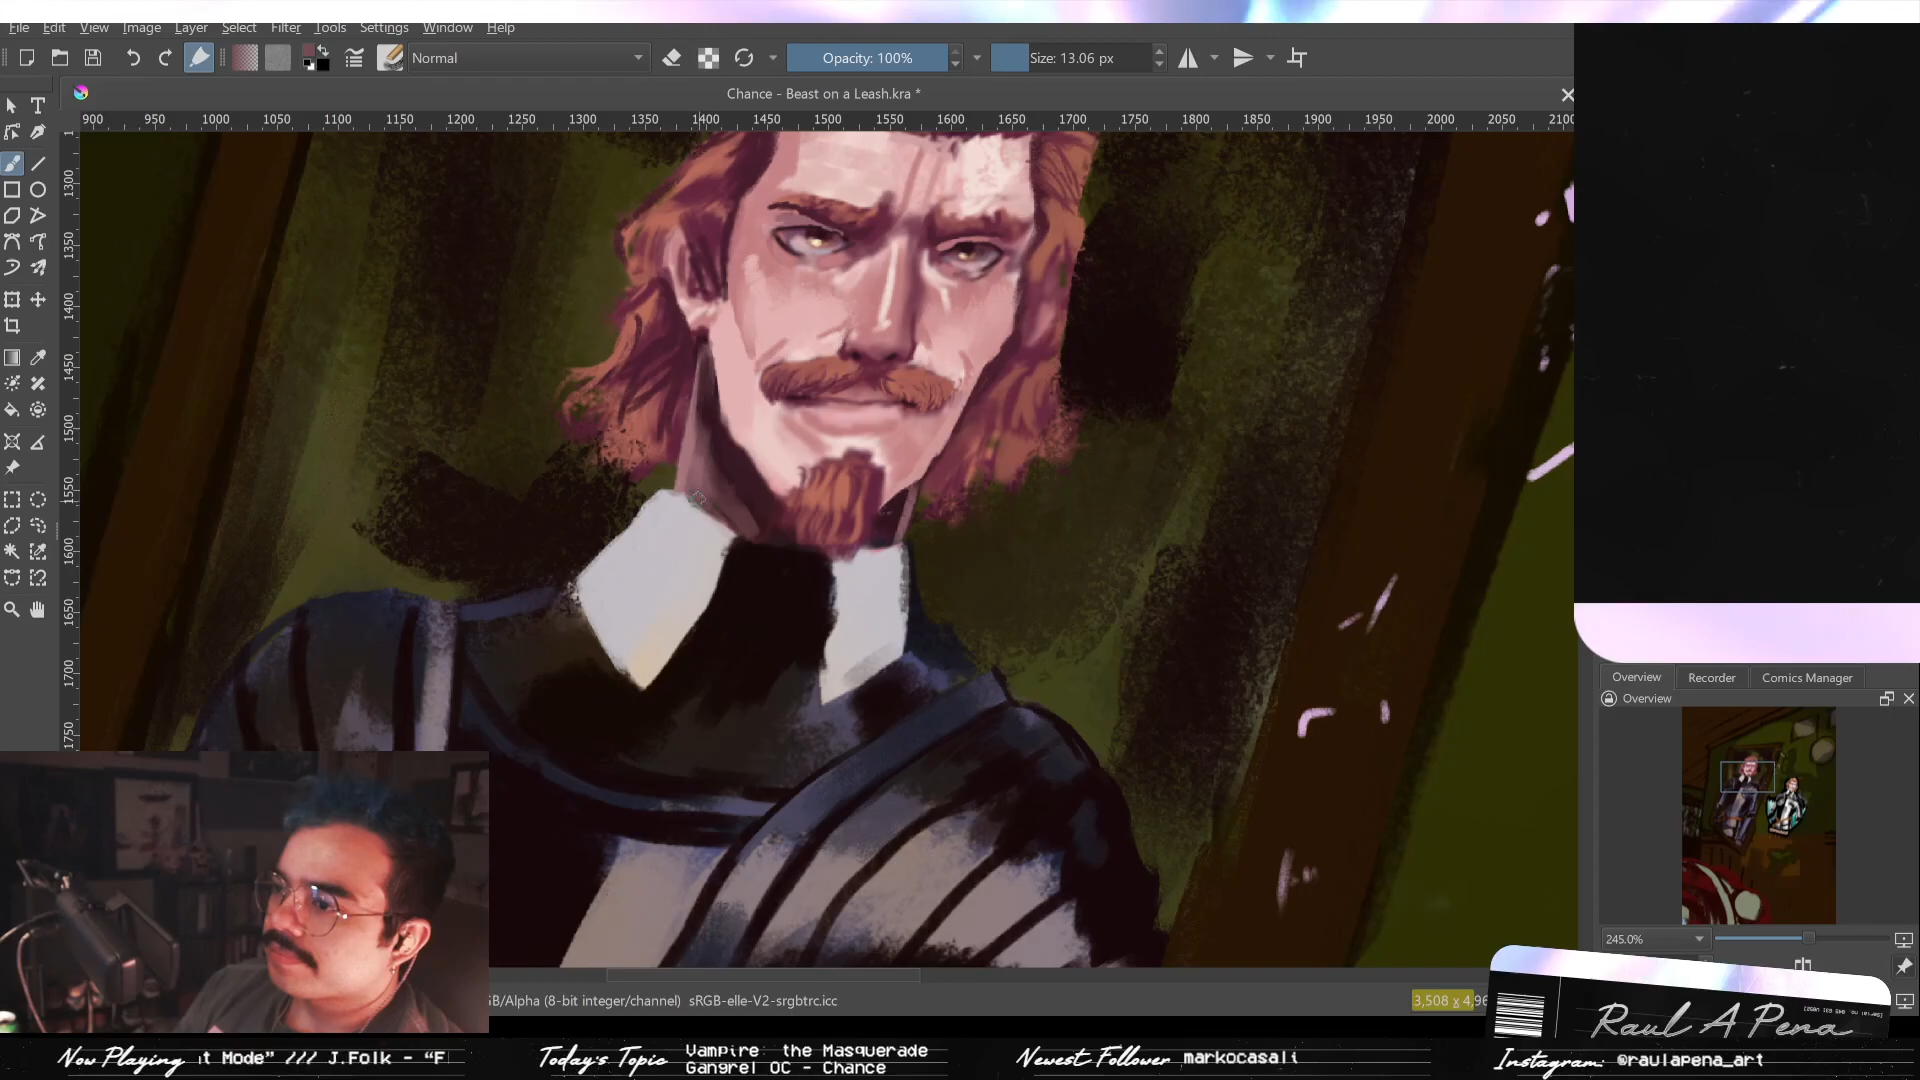 File Edit View Image Layer Select Filter Tools Settings Window Help
Normal
Opacity: 100%
Size: 13.06 px
Chance - Beast on a Leash.kra *
900 950 1000 1050 1100 1150 1200 1250 1300 1350 1400 1450 1500 1550 1600 1650 1700 1750 1800 1850 1900 1950 2000 2050 2100
1300
1350
1400
1450
1500
1550
1600
1650
1700
1750
Overview Recorder Comics Manager
Overview
245.0%
GB/Alpha (8-bit integer/channel) sRGB-elle-V2-srgbtrc.icc
3,508 x 4,96
Raul A Pena
Now Playing t Mode" /// J.Folk - "F
Today's Topic Vampire: the Masquerade
Gangrel OC - Chance
Newest Follower markocasali
Instagram: @raulapena_art